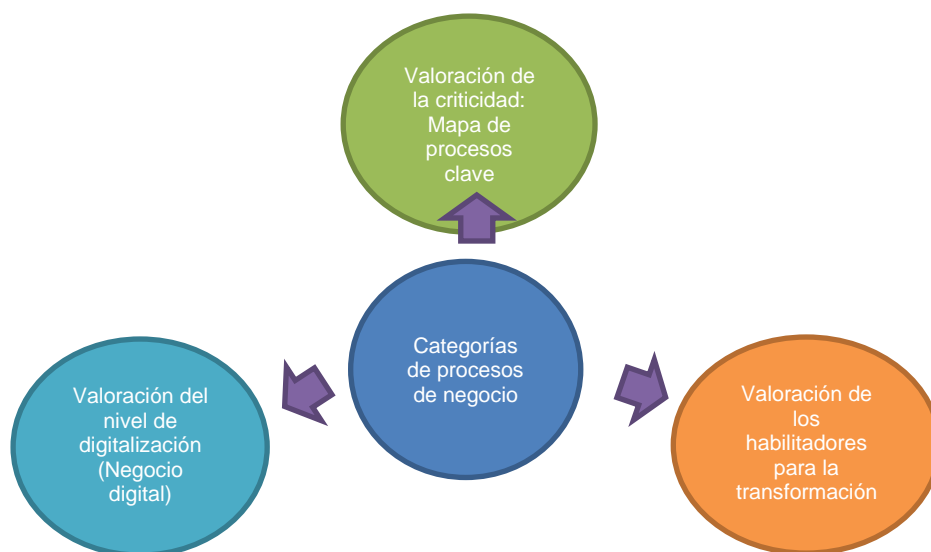 Valoración de
la criticidad:
Mapa de
procesos
clave
Categorías
de procesos
de negocio
Valoración del
nivel de
digitalización
(Negocio
digital)
Valoración de
los
habilitadores
para la
transformación